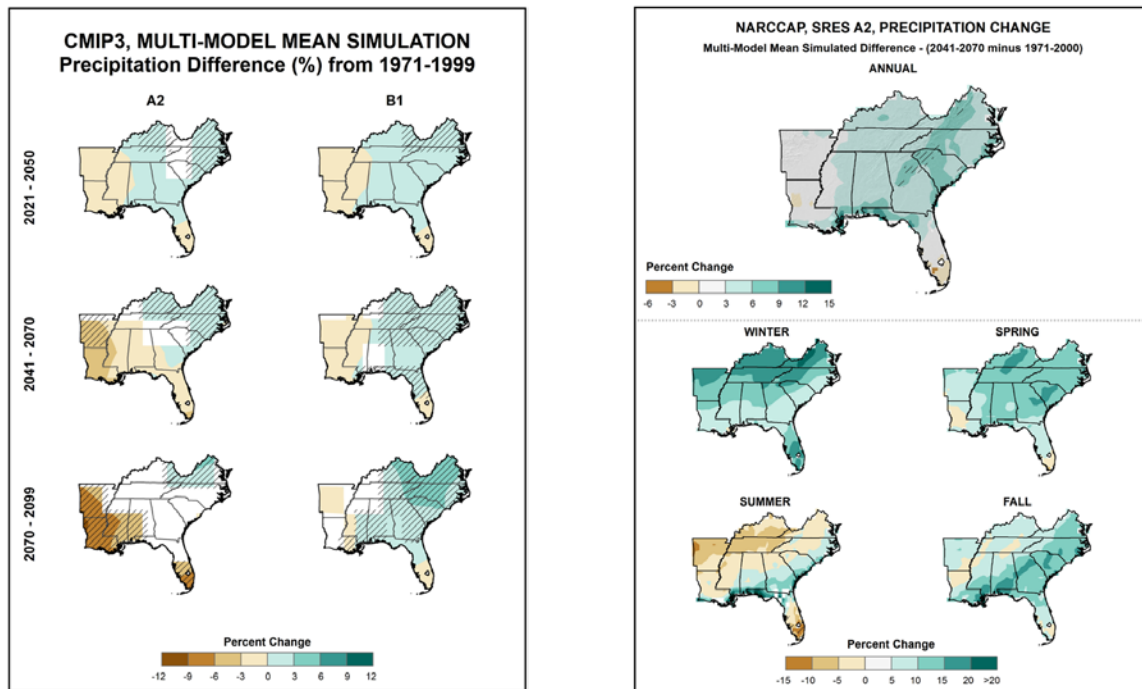 CMIP3, MULTI-MODEL MEAN SIMULATION
Precipitation Difference (%) from 1971-1999
A2 B1
2021 - 2050
2041 - 2070
2070 - 2099
Percent Change
-12 -9 -6 -3 0 3 6 9 12
NARCCAP, SRES A2, PRECIPITATION CHANGE
Multi-Model Mean Simulated Difference - (2041-2070 minus 1971-2000)
ANNUAL
Percent Change
-6 -3 0 3 6 9 12 15
WINTER SPRING
SUMMER FALL
Percent Change
-15 -10 -5 0 5 10 15 20 >20